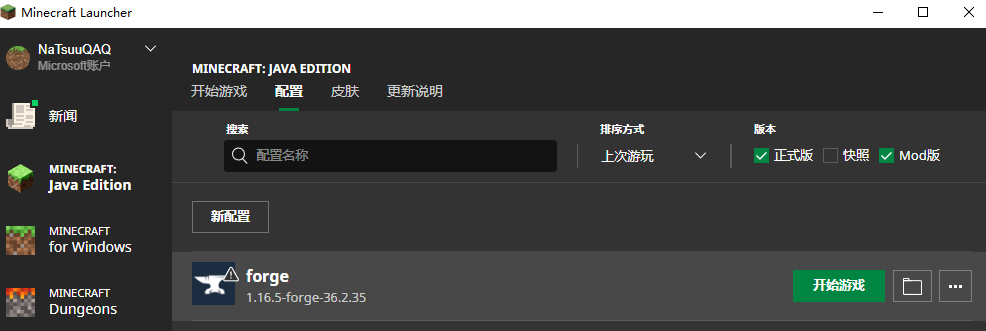 Minecraft Launcher
NaTsuuQAQ
Microsoft账户
新闻
MINECRAFT:
Java Edition
MINECRAFT
for Windows
MINECRAFT
Dungeons
MINECRAFT: JAVA EDITION
开始游戏 配置 皮肤 更新说明
搜索 排序方式 版本
配置名称 上次游玩 正式版 快照 Mod版
新配置
forge
1.16.5-forge-36.2.35
开始游戏